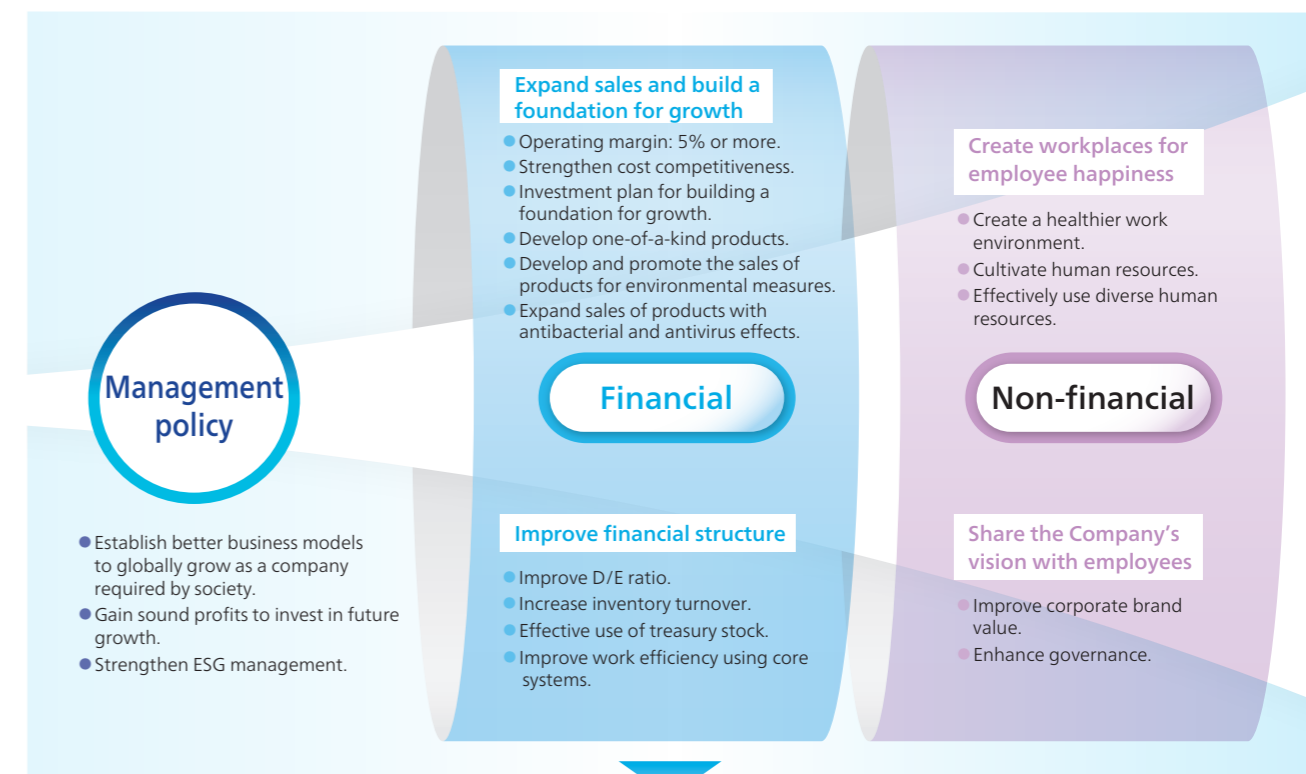 Management
policy
● Establish better business models
to globally grow as a company
required by society.
● Gain sound profits to invest in future
growth.
● Strengthen ESG management.
Expand sales and build a
foundation for growth
● Operating margin: 5% or more.
● Strengthen cost competitiveness.
● Investment plan for building a
foundation for growth.
● Develop one-of-a-kind products.
● Develop and promote the sales of
products for environmental measures.
● Expand sales of products with
antibacterial and antivirus effects.
Financial
Improve financial structure
● Improve D/E ratio.
● Increase inventory turnover.
● Effective use of treasury stock.
● Improve work efficiency using core
systems.
Create workplaces for
employee happiness
● Create a healthier work
environment.
● Cultivate human resources.
● Effectively use diverse human
resources.
Non-financial
Share the Company’s
vision with employees
● Improve corporate brand
value.
● Enhance governance.